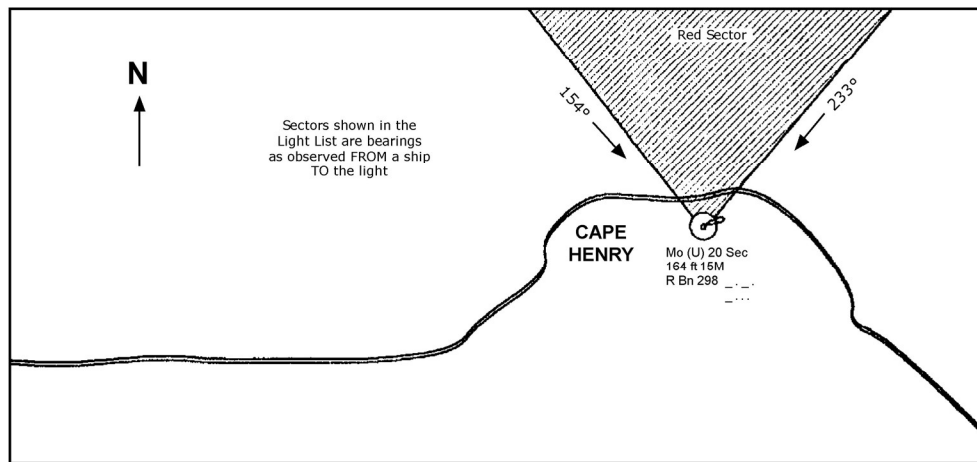 Red Sector
N
154°
233°
Sectors shown in the
Light List are bearings
as observed FROM a ship
TO the light
CAPE
HENRY
Mo (U) 20 Sec
164 ft 15M
R Bn 298 _ . _ .
_ . . .